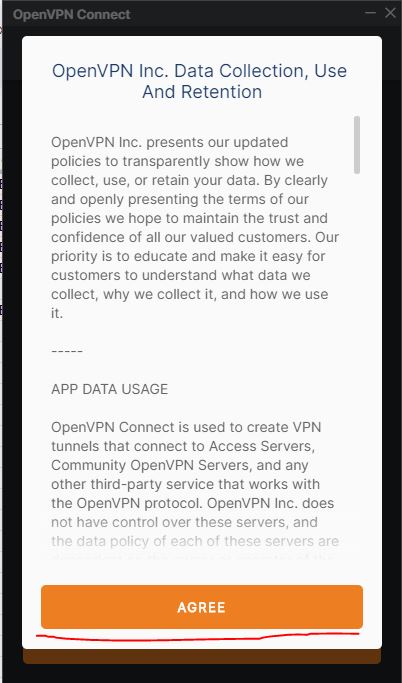 OpenVPN Connect
OpenVPN Inc. Data Collection, Use
And Retention
OpenVPN Inc. presents our updated
policies to transparently show how we
collect, use, or retain your data. By clearly
and openly presenting the terms of our
policies we hope to maintain the trust and
confidence of all our valued customers. Our
priority is to educate and make it easy for
customers to understand what data we
collect, why we collect it, and how we use
it.
-----
APP DATA USAGE
OpenVPN Connect is used to create VPN
tunnels that connect to Access Servers,
Community OpenVPN Servers, and any
other third-party service that works with
the OpenVPN protocol. OpenVPN Inc. does
not have control over these servers, and
the data policy of each of these servers are
AGREE